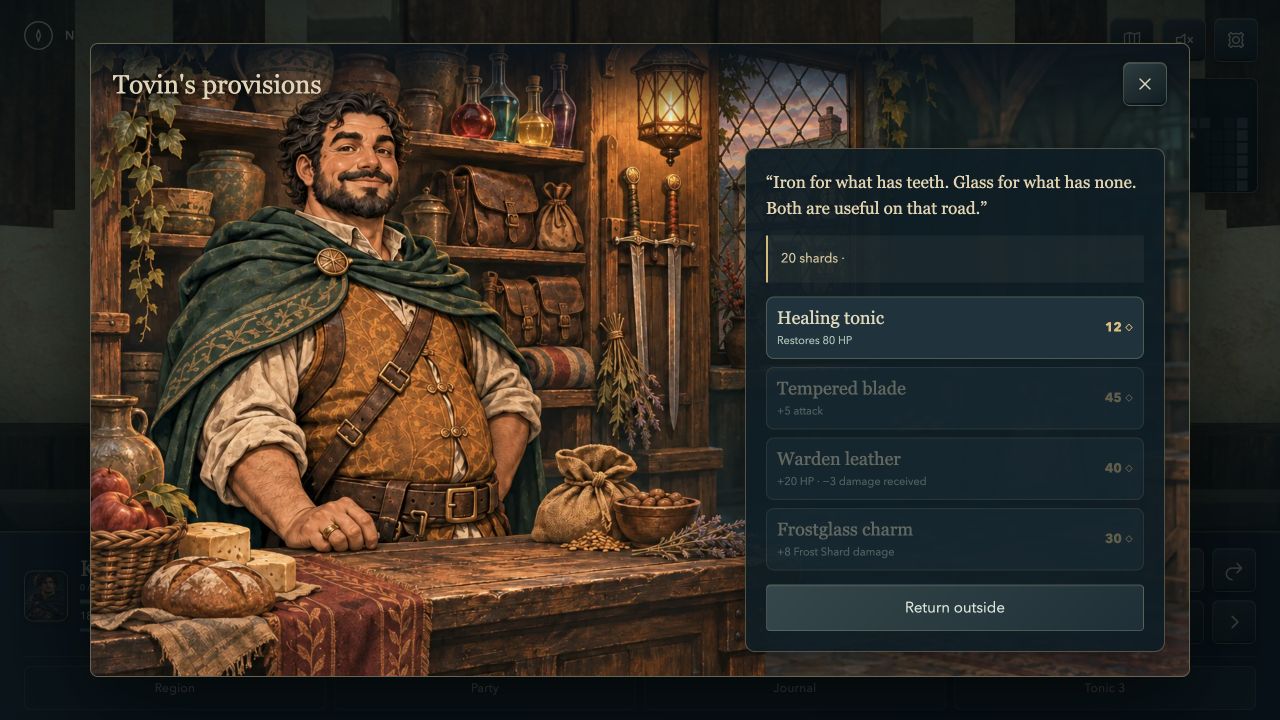 N
Tovin's provisions
“Iron for what has teeth. Glass for what has none.
Both are useful on that road.”
20 shards ·
Healing tonic
12 ◇
Restores 80 HP
Tempered blade
45 ◇
+5 attack
Warden leather
40 ◇
+20 HP · −3 damage received
Frostglass charm
30 ◇
+8 Frost Shard damage
Return outside
Region
Party
Journal
Tonic 3